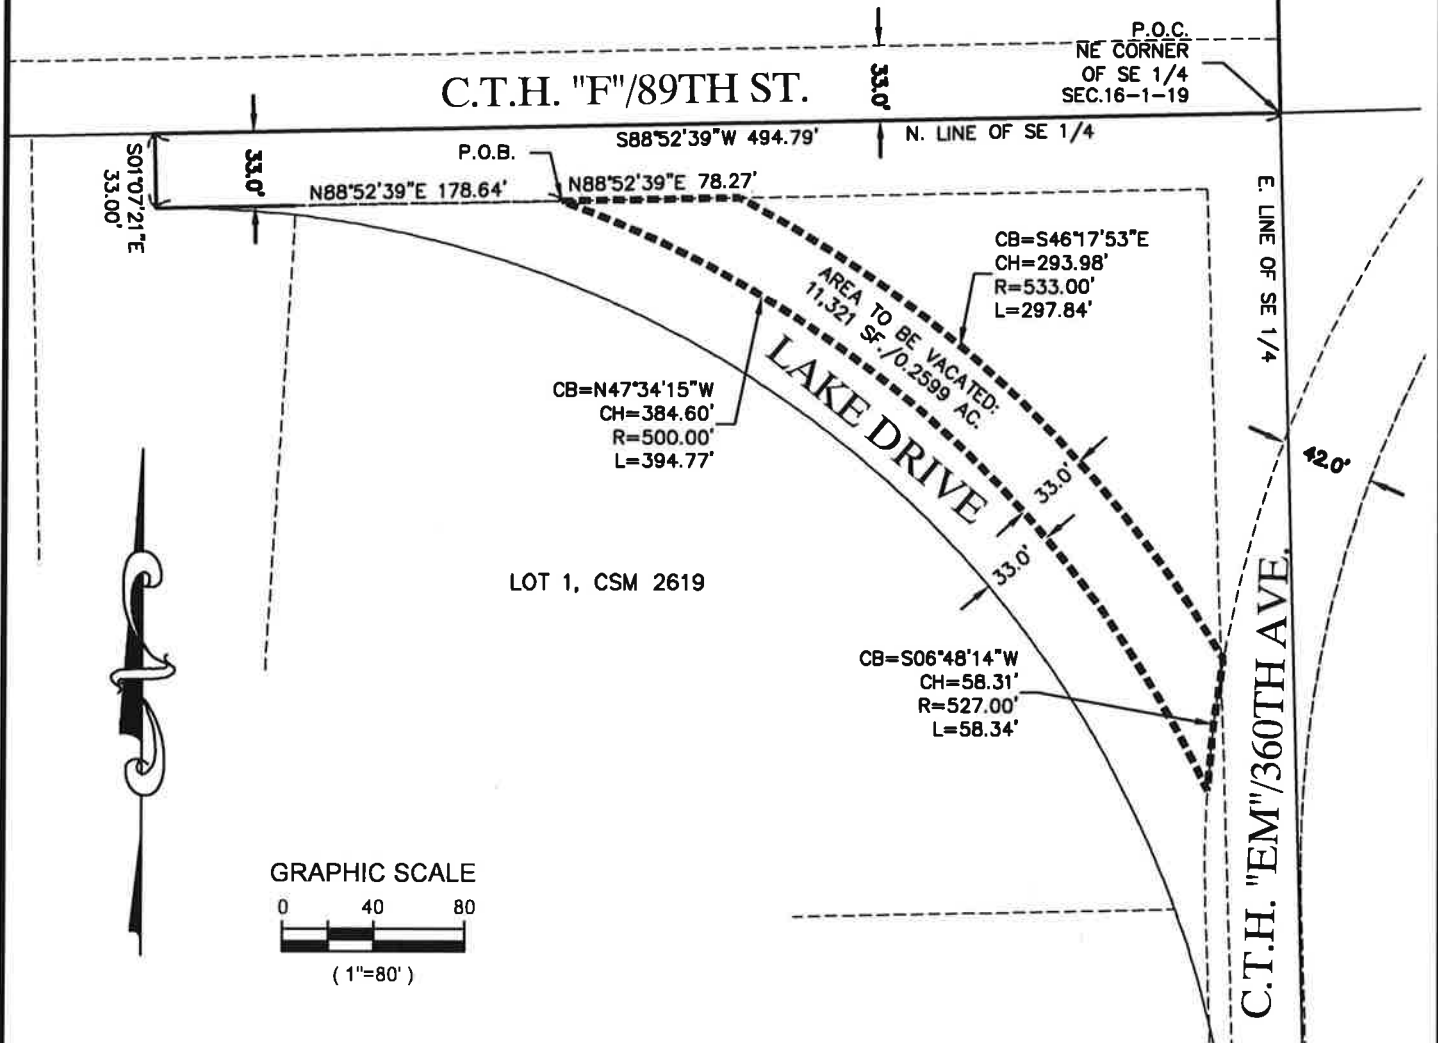 P.O.C.
NE CORNER
OF SE 1/4
SEC.16-1-19
C.T.H. "F"/89TH ST.
33.0'
S88°52'39"W 494.79'
N. LINE OF SE 1/4
S01°07'21"E
33.00'
33.0'
P.O.B.
N88°52'39"E 178.64'
N88°52'39"E 78.27'
E. LINE OF SE 1/4
CB=S46°17'53"E
CH=293.98'
R=533.00'
L=297.84'
AREA TO BE VACATED:
11,321 SF./0.2599 AC.
LAKE DRIVE
CB=N47°34'15"W
CH=384.60'
R=500.00'
L=394.77'
42.0'
33.0'
33.0'
LOT 1, CSM 2619
CB=S06°48'14"W
CH=58.31'
R=527.00'
L=58.34'
C.T.H. "EM"/360TH AVE.
GRAPHIC SCALE
0 40 80
( 1"=80' )